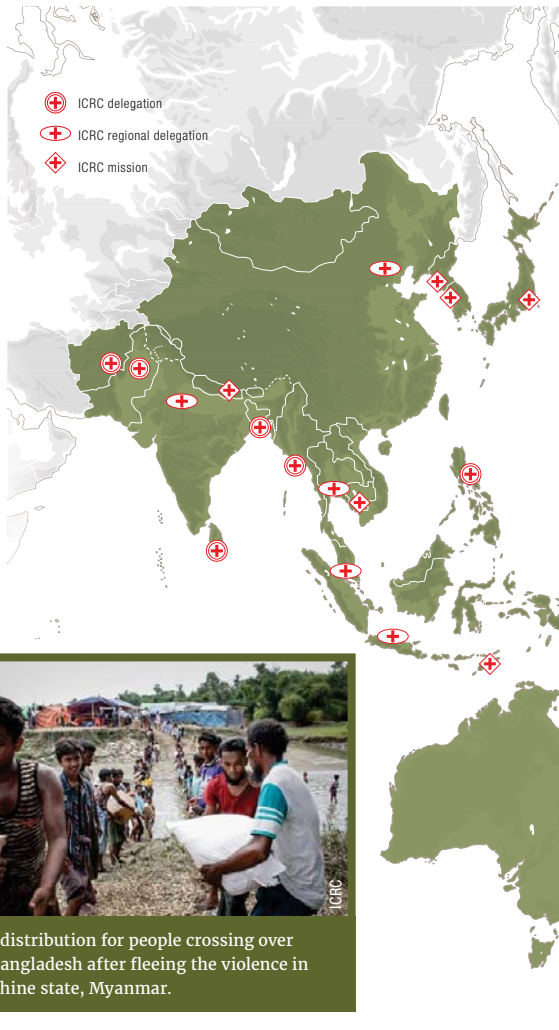 ICRC delegation
ICRC regional delegation
ICRC mission
ICRC
distribution for people crossing over
angladesh after fleeing the violence in
hine state, Myanmar.